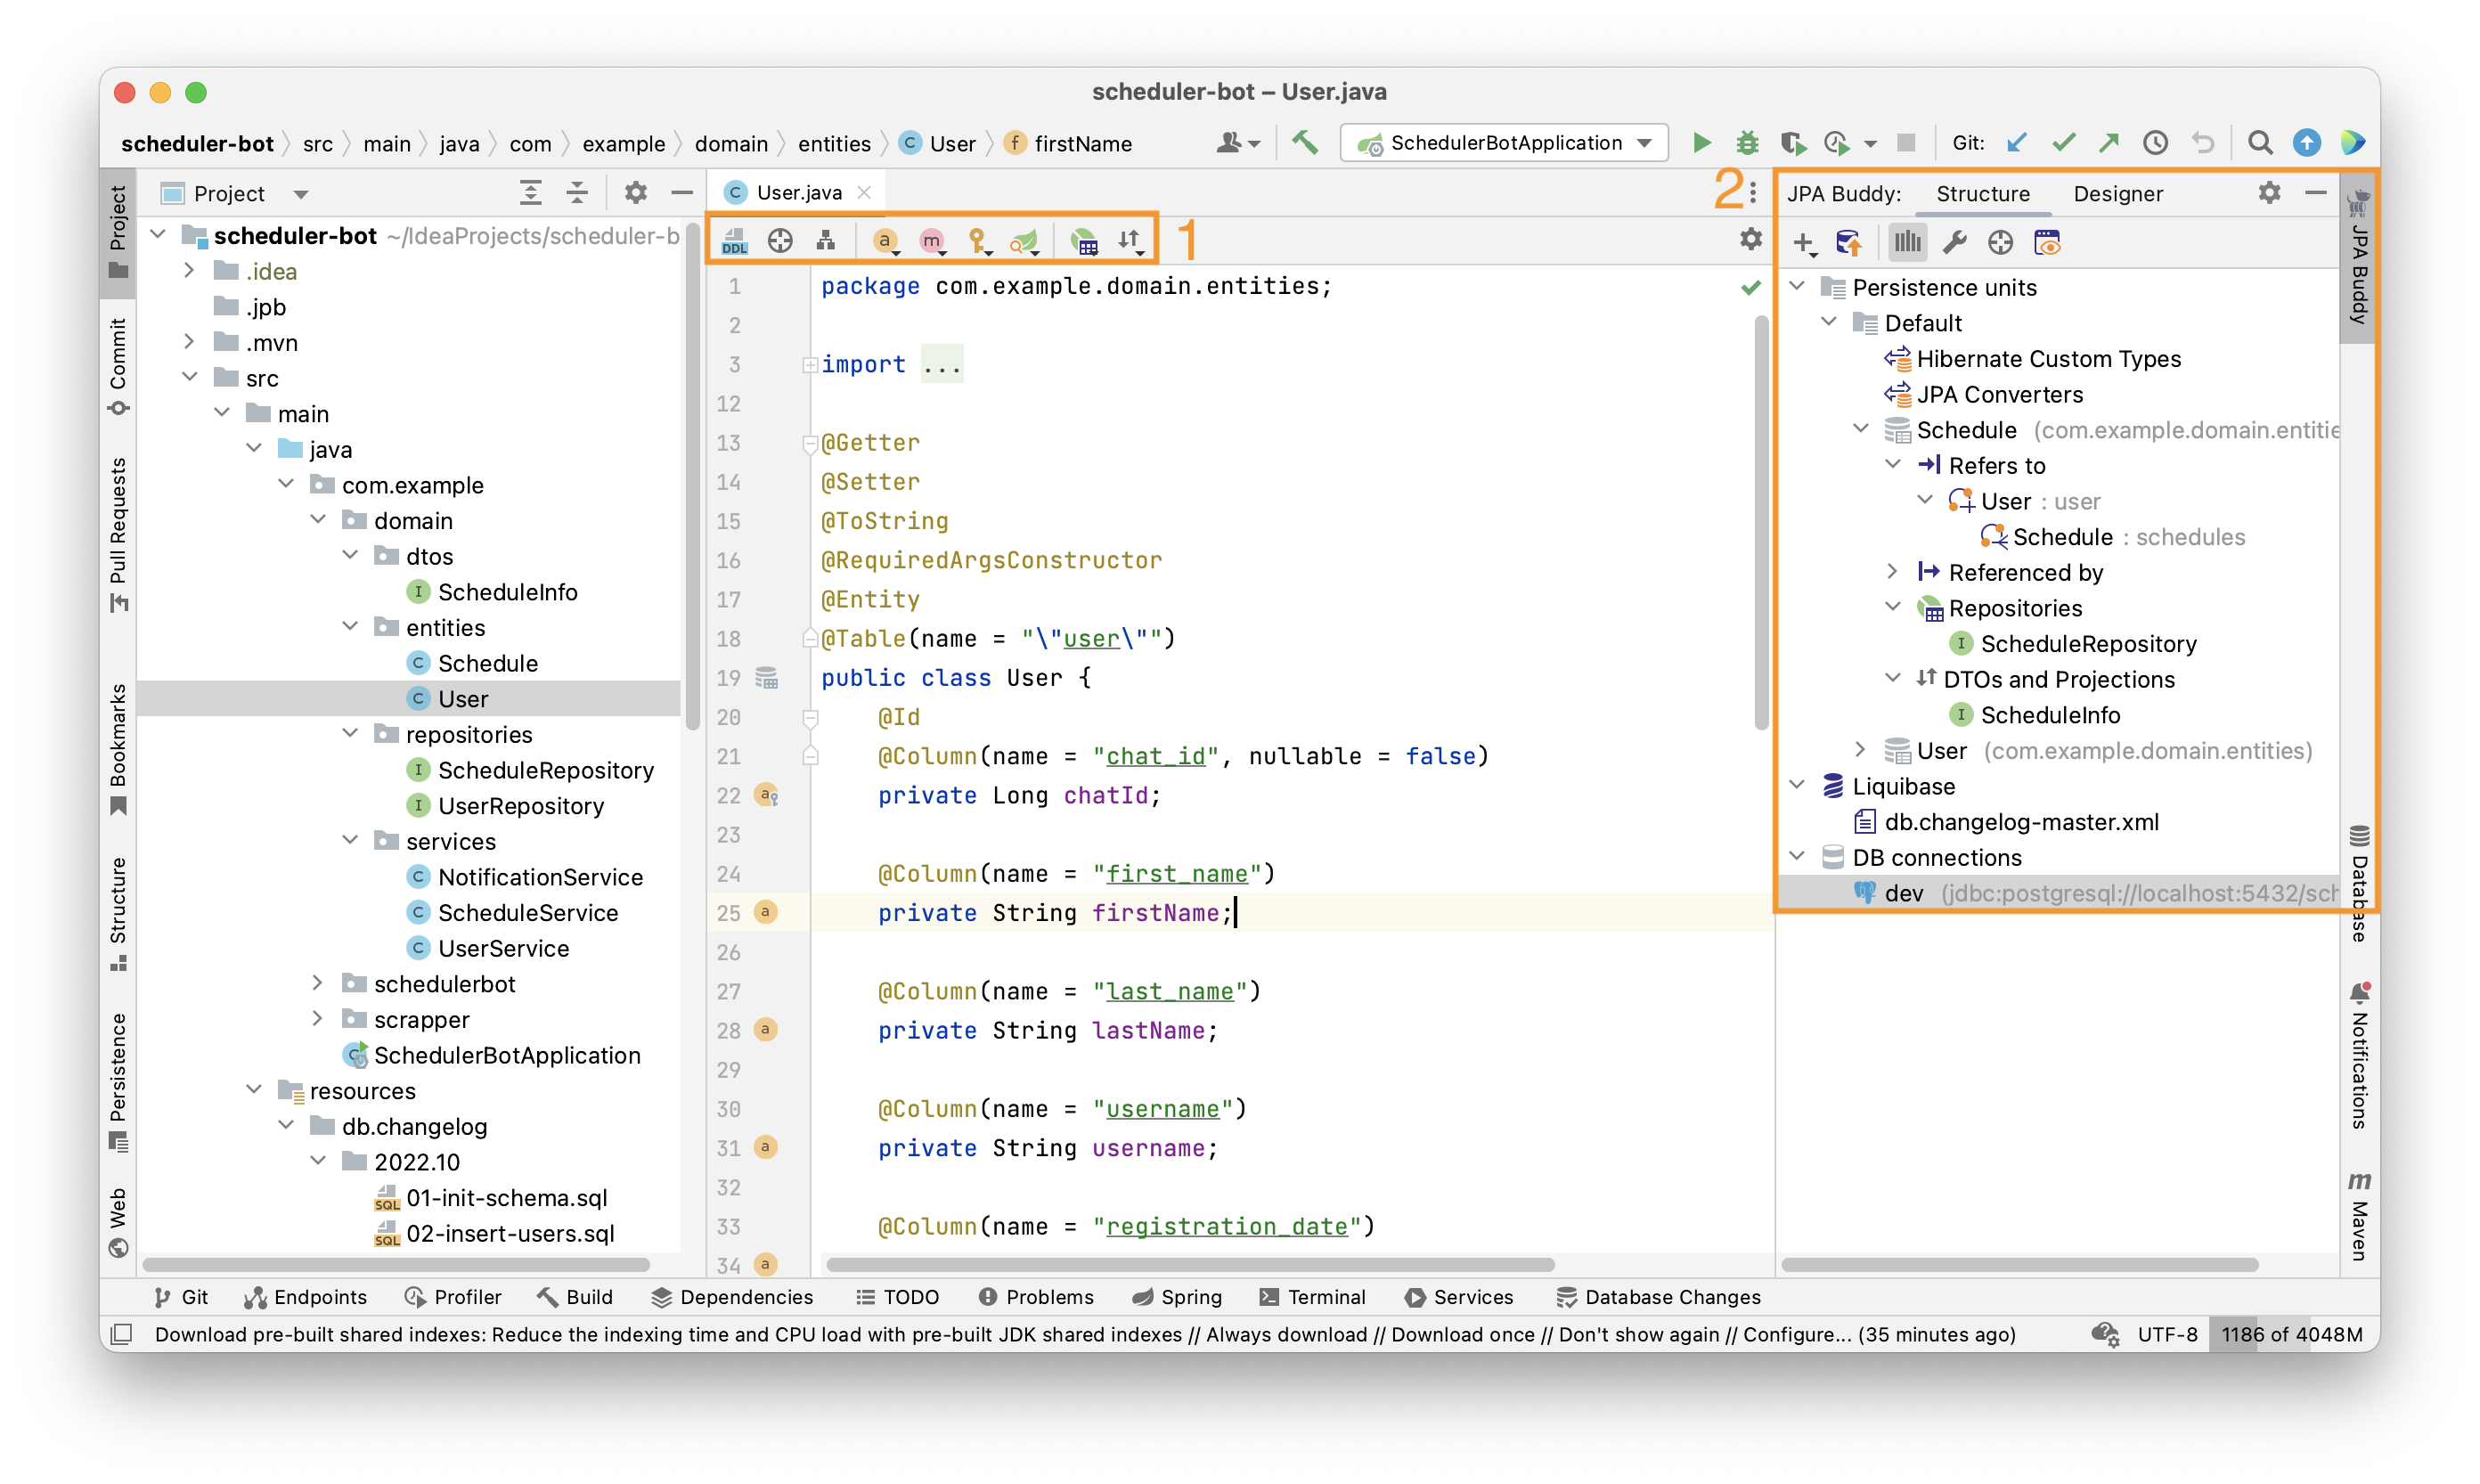 scheduler-bot – User.java
scheduler-bot src main java com example domain entities C User f firstName
SchedulerBotApplication
Git:
Project
User.java
2
JPA Buddy: Structure Designer
DDL a m
1
Project
Commit
Pull Requests
Bookmarks
Structure
Persistence
Web
scheduler-bot ~/IdeaProjects/scheduler-b
.idea
.jpb
.mvn
src
main
java
com.example
domain
dtos
I ScheduleInfo
entities
C Schedule
C User
repositories
I ScheduleRepository
I UserRepository
services
C NotificationService
C ScheduleService
C UserService
schedulerbot
scrapper
SchedulerBotApplication
resources
db.changelog
2022.10
SQL 01-init-schema.sql
SQL 02-insert-users.sql
1 package com.example.domain.entities;
2
3 import ...
12
13 @Getter
14 @Setter
15 @ToString
16 @RequiredArgsConstructor
17 @Entity
18 @Table(name = "\"user\"")
19 public class User {
20 @Id
21 @Column(name = "chat_id", nullable = false)
22 private Long chatId;
23
24 @Column(name = "first_name")
25 private String firstName;
26
27 @Column(name = "last_name")
28 private String lastName;
29
30 @Column(name = "username")
31 private String username;
32
33 @Column(name = "registration_date")
34
Persistence units
Default
Hibernate Custom Types
JPA Converters
Schedule (com.example.domain.entitie
Refers to
User : user
Schedule : schedules
Referenced by
Repositories
I ScheduleRepository
DTOs and Projections
I ScheduleInfo
User (com.example.domain.entities)
Liquibase
db.changelog-master.xml
DB connections
dev (jdbc:postgresql://localhost:5432/sch
JPA Buddy
Database
Notifications
m Maven
Git Endpoints Profiler Build Dependencies TODO Problems Spring Terminal Services Database Changes
Download pre-built shared indexes: Reduce the indexing time and CPU load with pre-built JDK shared indexes // Always download // Download once // Don't show again // Configure... (35 minutes ago) UTF-8 1186 of 4048M